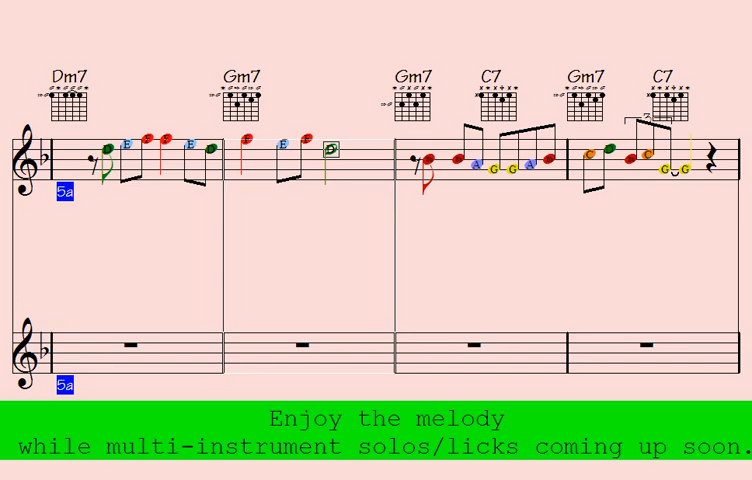 Dm7 Gm7 Gm7 C7 Gm7 C7
3
D E F F E D F E F D B B A G G A B C D B C G G
5a
5a
Enjoy the melody
while multi-instrument solos/licks coming up soon.